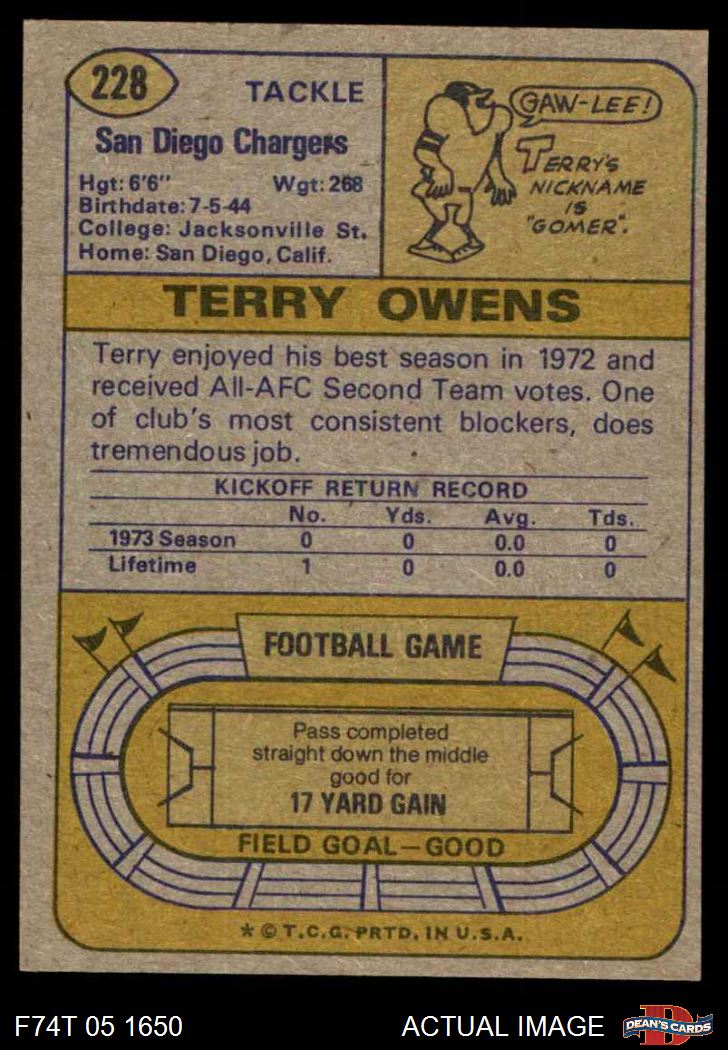 228
TACKLE
San Diego Chargers
Hgt: 6'6" Wgt: 268
Birthdate: 7-5-44
College: Jacksonville St.
Home: San Diego, Calif.
GAW-LEE!
TERRY'S
NICKNAME
IS
"GOMER".
TERRY OWENS
Terry enjoyed his best season in 1972 and
received All-AFC Second Team votes. One
of club's most consistent blockers, does
tremendous job.
KICKOFF RETURN RECORD
No. Yds. Avg. Tds.
1973 Season 0 0 0.0 0
Lifetime 1 0 0.0 0
FOOTBALL GAME
Pass completed
straight down the middle
good for
17 YARD GAIN
FIELD GOAL—GOOD
* © T.C.G. PRTD. IN U.S.A.
F74T 05 1650 ACTUAL IMAGE
D
DEAN'S CARDS